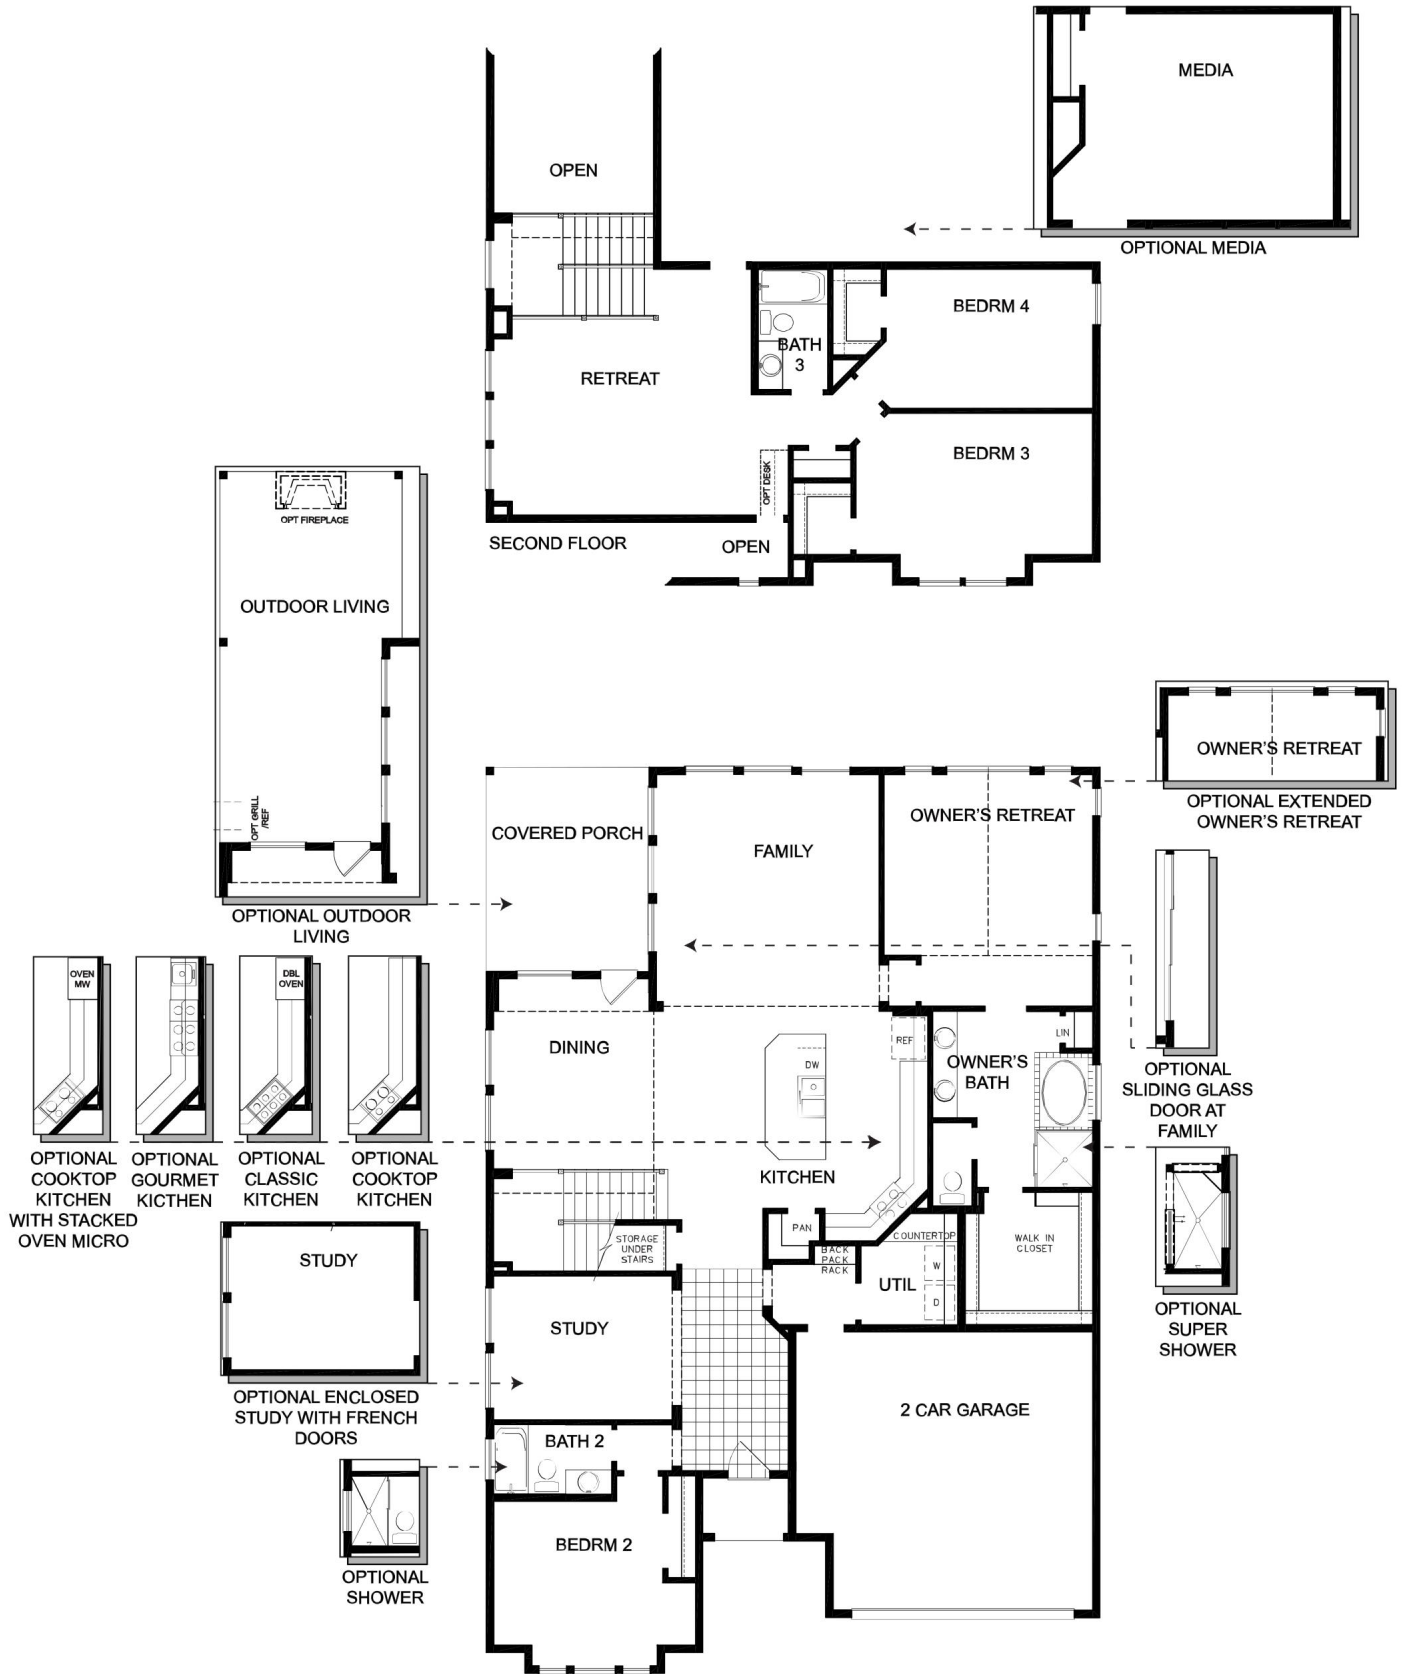 MEDIA
OPEN
OPTIONAL MEDIA
BEDRM 4
BATH
3
RETREAT
BEDRM 3
OPT DESK
SECOND FLOOR
OPEN
OPT FIREPLACE
OUTDOOR LIVING
OPT GRILL
/REF
OPTIONAL OUTDOOR
LIVING
OWNER'S RETREAT
OPTIONAL EXTENDED
OWNER'S RETREAT
COVERED PORCH
FAMILY
OWNER'S RETREAT
OVEN
MW
DBL
OVEN
DINING
REF
LIN
DW
OWNER'S
BATH
OPTIONAL
SLIDING GLASS
DOOR AT
FAMILY
KITCHEN
OPTIONAL
COOKTOP
KITCHEN
WITH STACKED
OVEN MICRO
OPTIONAL
GOURMET
KICTHEN
OPTIONAL
CLASSIC
KITCHEN
OPTIONAL
COOKTOP
KITCHEN
PAN
STORAGE
UNDER
STAIRS
BACK
PACK
RACK
COUNTERTOP
W
D
UTIL
WALK IN
CLOSET
OPTIONAL
SUPER
SHOWER
STUDY
OPTIONAL ENCLOSED
STUDY WITH FRENCH
DOORS
STUDY
2 CAR GARAGE
BATH 2
BEDRM 2
OPTIONAL
SHOWER